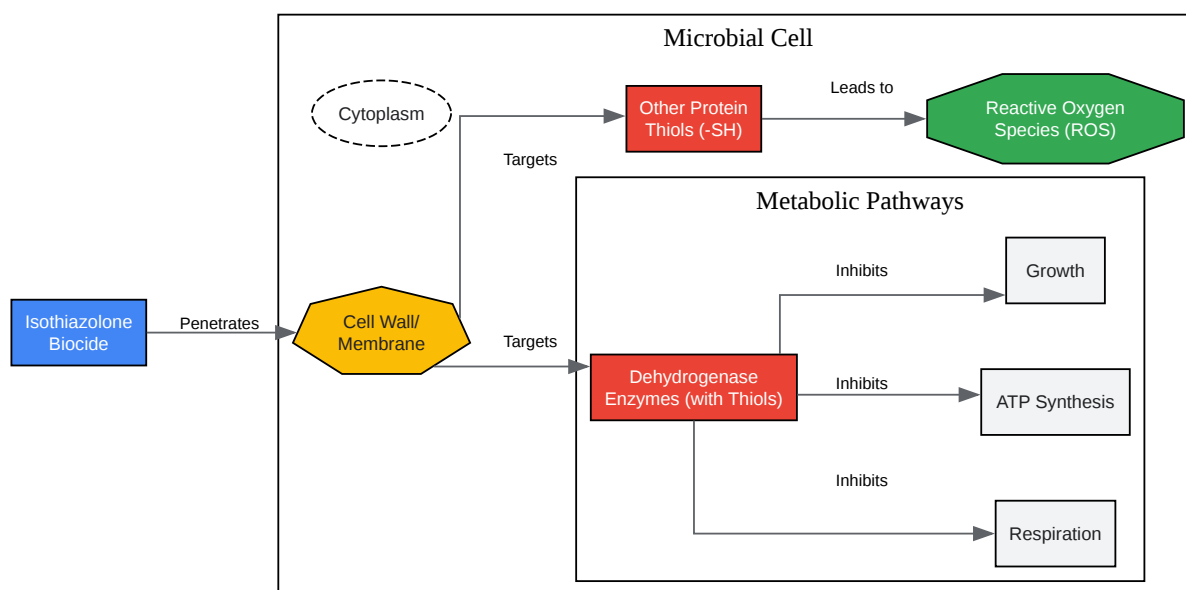 Microbial Cell
Cytoplasm
Other Protein
Thiols (-SH)
Leads to
Reactive Oxygen
Species (ROS)
Targets
Metabolic Pathways
Isothiazolone
Biocide
Penetrates
Cell Wall/
Membrane
Targets
Dehydrogenase
Enzymes (with Thiols)
Inhibits
Growth
Inhibits
ATP Synthesis
Inhibits
Respiration